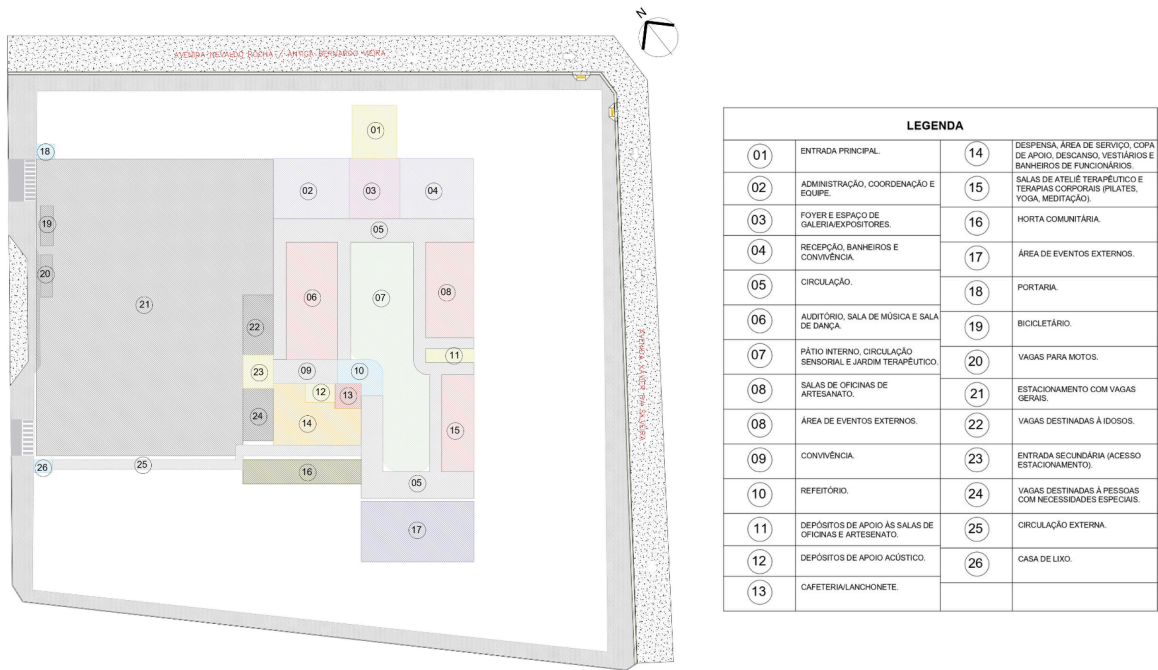 N
ROCHA / ANTIGA BERNARDO
01
18
02
03
04
05
19
20
21
06
07
08
22
11
23
09
10
12
13
24
14
15
26
25
16
05
17
LEGENDA
01 ENTRADA PRINCIPAL.
02 ADMINISTRAÇÃO, COORDENAÇÃO E
EQUIPE.
03 FOYER E ESPAÇO DE
GALERIA/EXPOSITORES.
04 RECEPÇÃO, BANHEIROS E
CONVIVÊNCIA.
05 CIRCULAÇÃO.
06 AUDITÓRIO, SALA DE MÚSICA E SALA
DE DANÇA.
07 PÁTIO INTERNO, CIRCULAÇÃO
SENSORIAL E JARDIM TERAPÊUTICO.
08 SALAS DE OFICINAS DE
ARTESANATO.
08 ÁREA DE EVENTOS EXTERNOS.
09 CONVIVÊNCIA.
10 REFEITÓRIO.
11 DEPÓSITOS DE APOIO ÀS SALAS DE
OFICINAS E ARTESENATO.
12 DEPÓSITOS DE APOIO ACÚSTICO.
13 CAFETERIA/LANCHONETE.
14 DESPENSA, ÁREA DE SERVIÇO, COPA
DE APOIO, DESCANSO, VESTIÁRIOS E
BANHEIROS DE FUNCIONÁRIOS.
15 SALAS DE ATELIÊ TERAPÊUTICO E
TERAPIAS CORPORAIS (PILATES,
YOGA, MEDITAÇÃO).
16 HORTA COMUNITÁRIA.
17 ÁREA DE EVENTOS EXTERNOS.
18 PORTARIA.
19 BICICLETÁRIO.
20 VAGAS PARA MOTOS.
21 ESTACIONAMENTO COM VAGAS
GERAIS.
22 VAGAS DESTINADAS À IDOSOS.
23 ENTRADA SECUNDÁRIA (ACESSO
ESTACIONAMENTO).
24 VAGAS DESTINADAS À PESSOAS
COM NECESSIDADES ESPECIAIS.
25 CIRCULAÇÃO EXTERNA.
26 CASA DE LIXO.